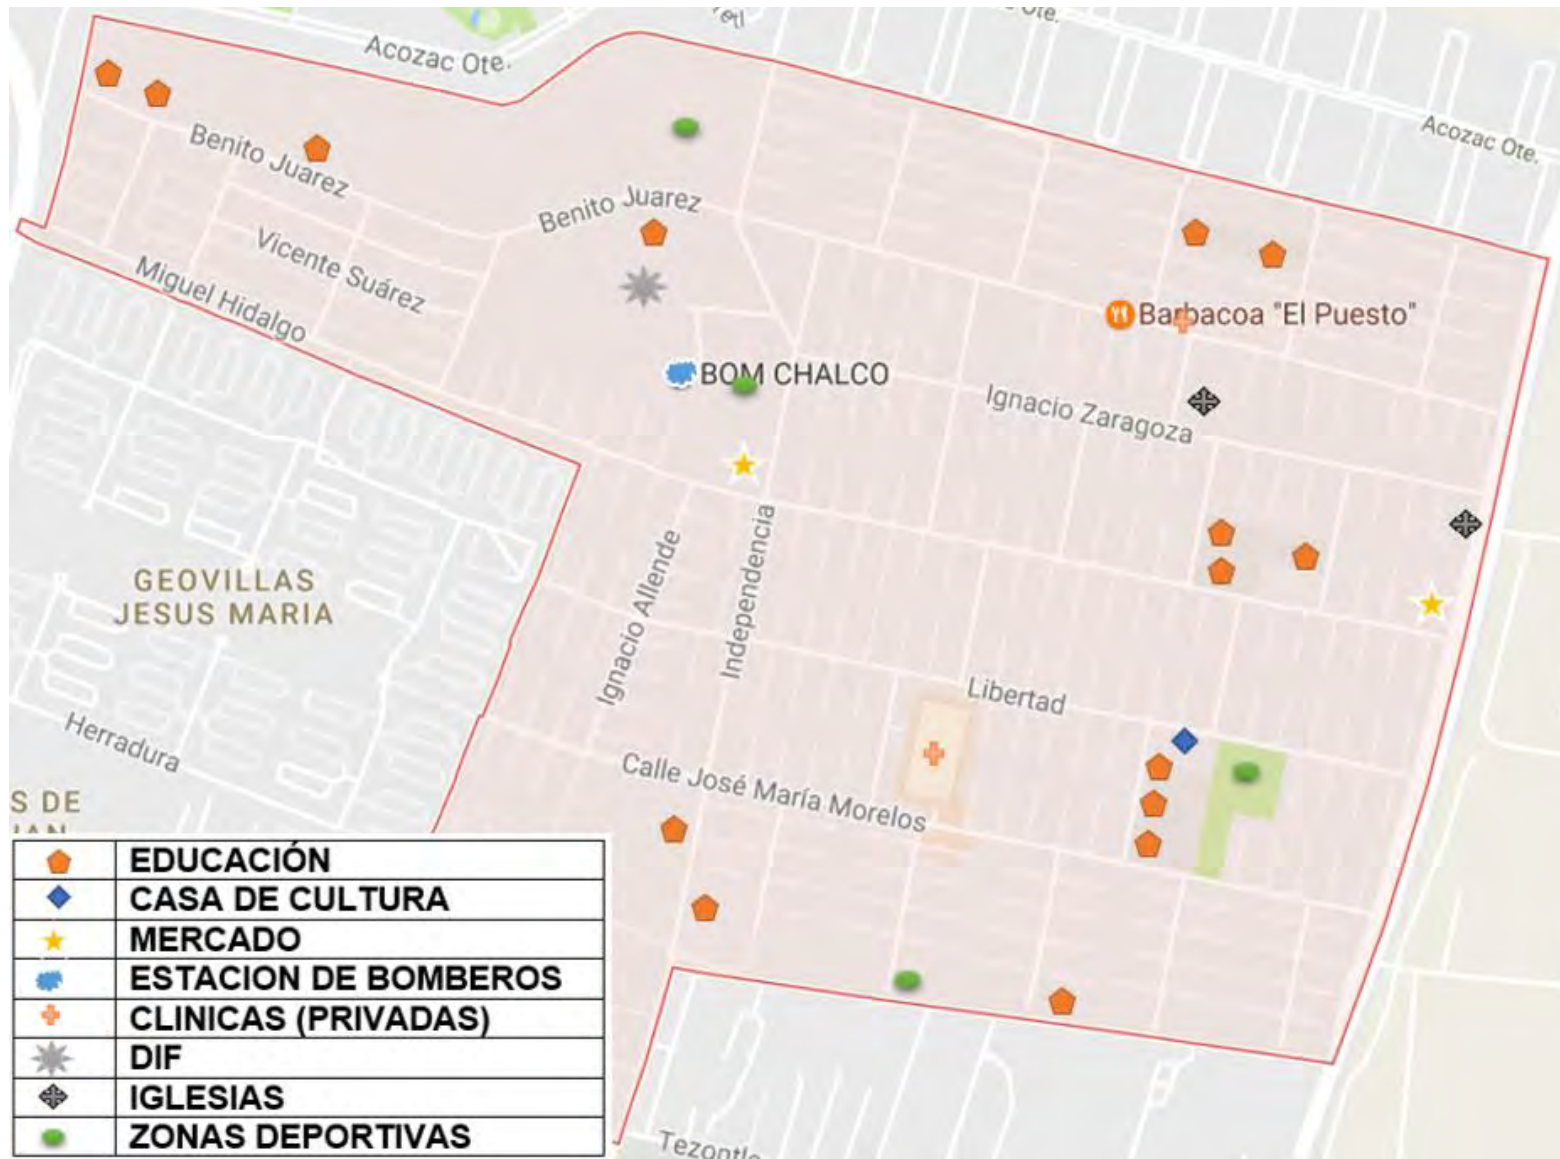 Acozac Ote.
Ote.
Acozac Ote.
Benito Juarez
Benito Juarez
Vicente Suárez
Miguel Hidalgo
Barbacoa "El Puesto"
BOM CHALCO
Ignacio Zaragoza
Ignacio Allende
Independencia
GEOVILLAS
JESUS MARIA
Libertad
Herradura
Calle José María Morelos
S DE
EDUCACIÓN
CASA DE CULTURA
MERCADO
ESTACION DE BOMBEROS
CLINICAS (PRIVADAS)
DIF
IGLESIAS
ZONAS DEPORTIVAS